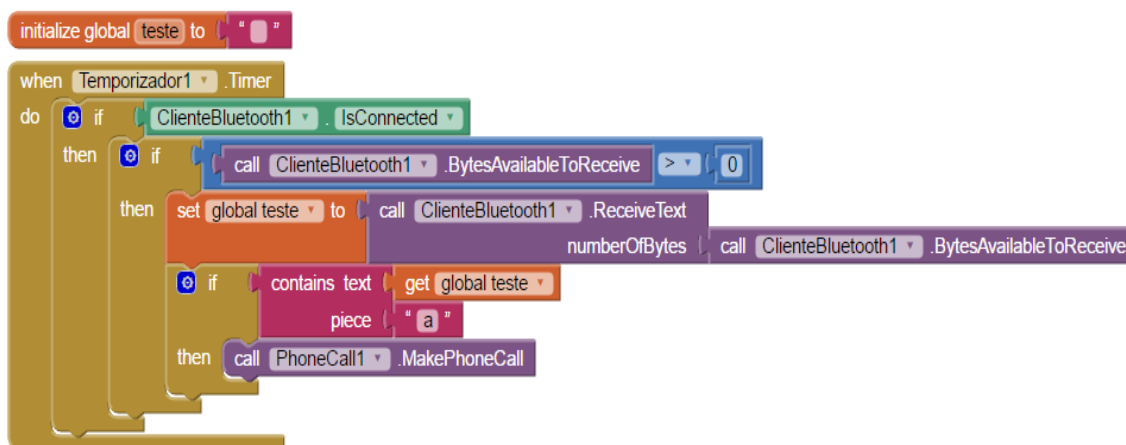 initialize global teste to " "
when Temporizador1 .Timer
do if ClienteBluetooth1 . IsConnected
then if call ClienteBluetooth1 .BytesAvailableToReceive > 0
then set global teste to call ClienteBluetooth1 .ReceiveText
numberOfBytes call ClienteBluetooth1 .BytesAvailableToReceive
if contains text get global teste
piece " a "
then call PhoneCall1 .MakePhoneCall